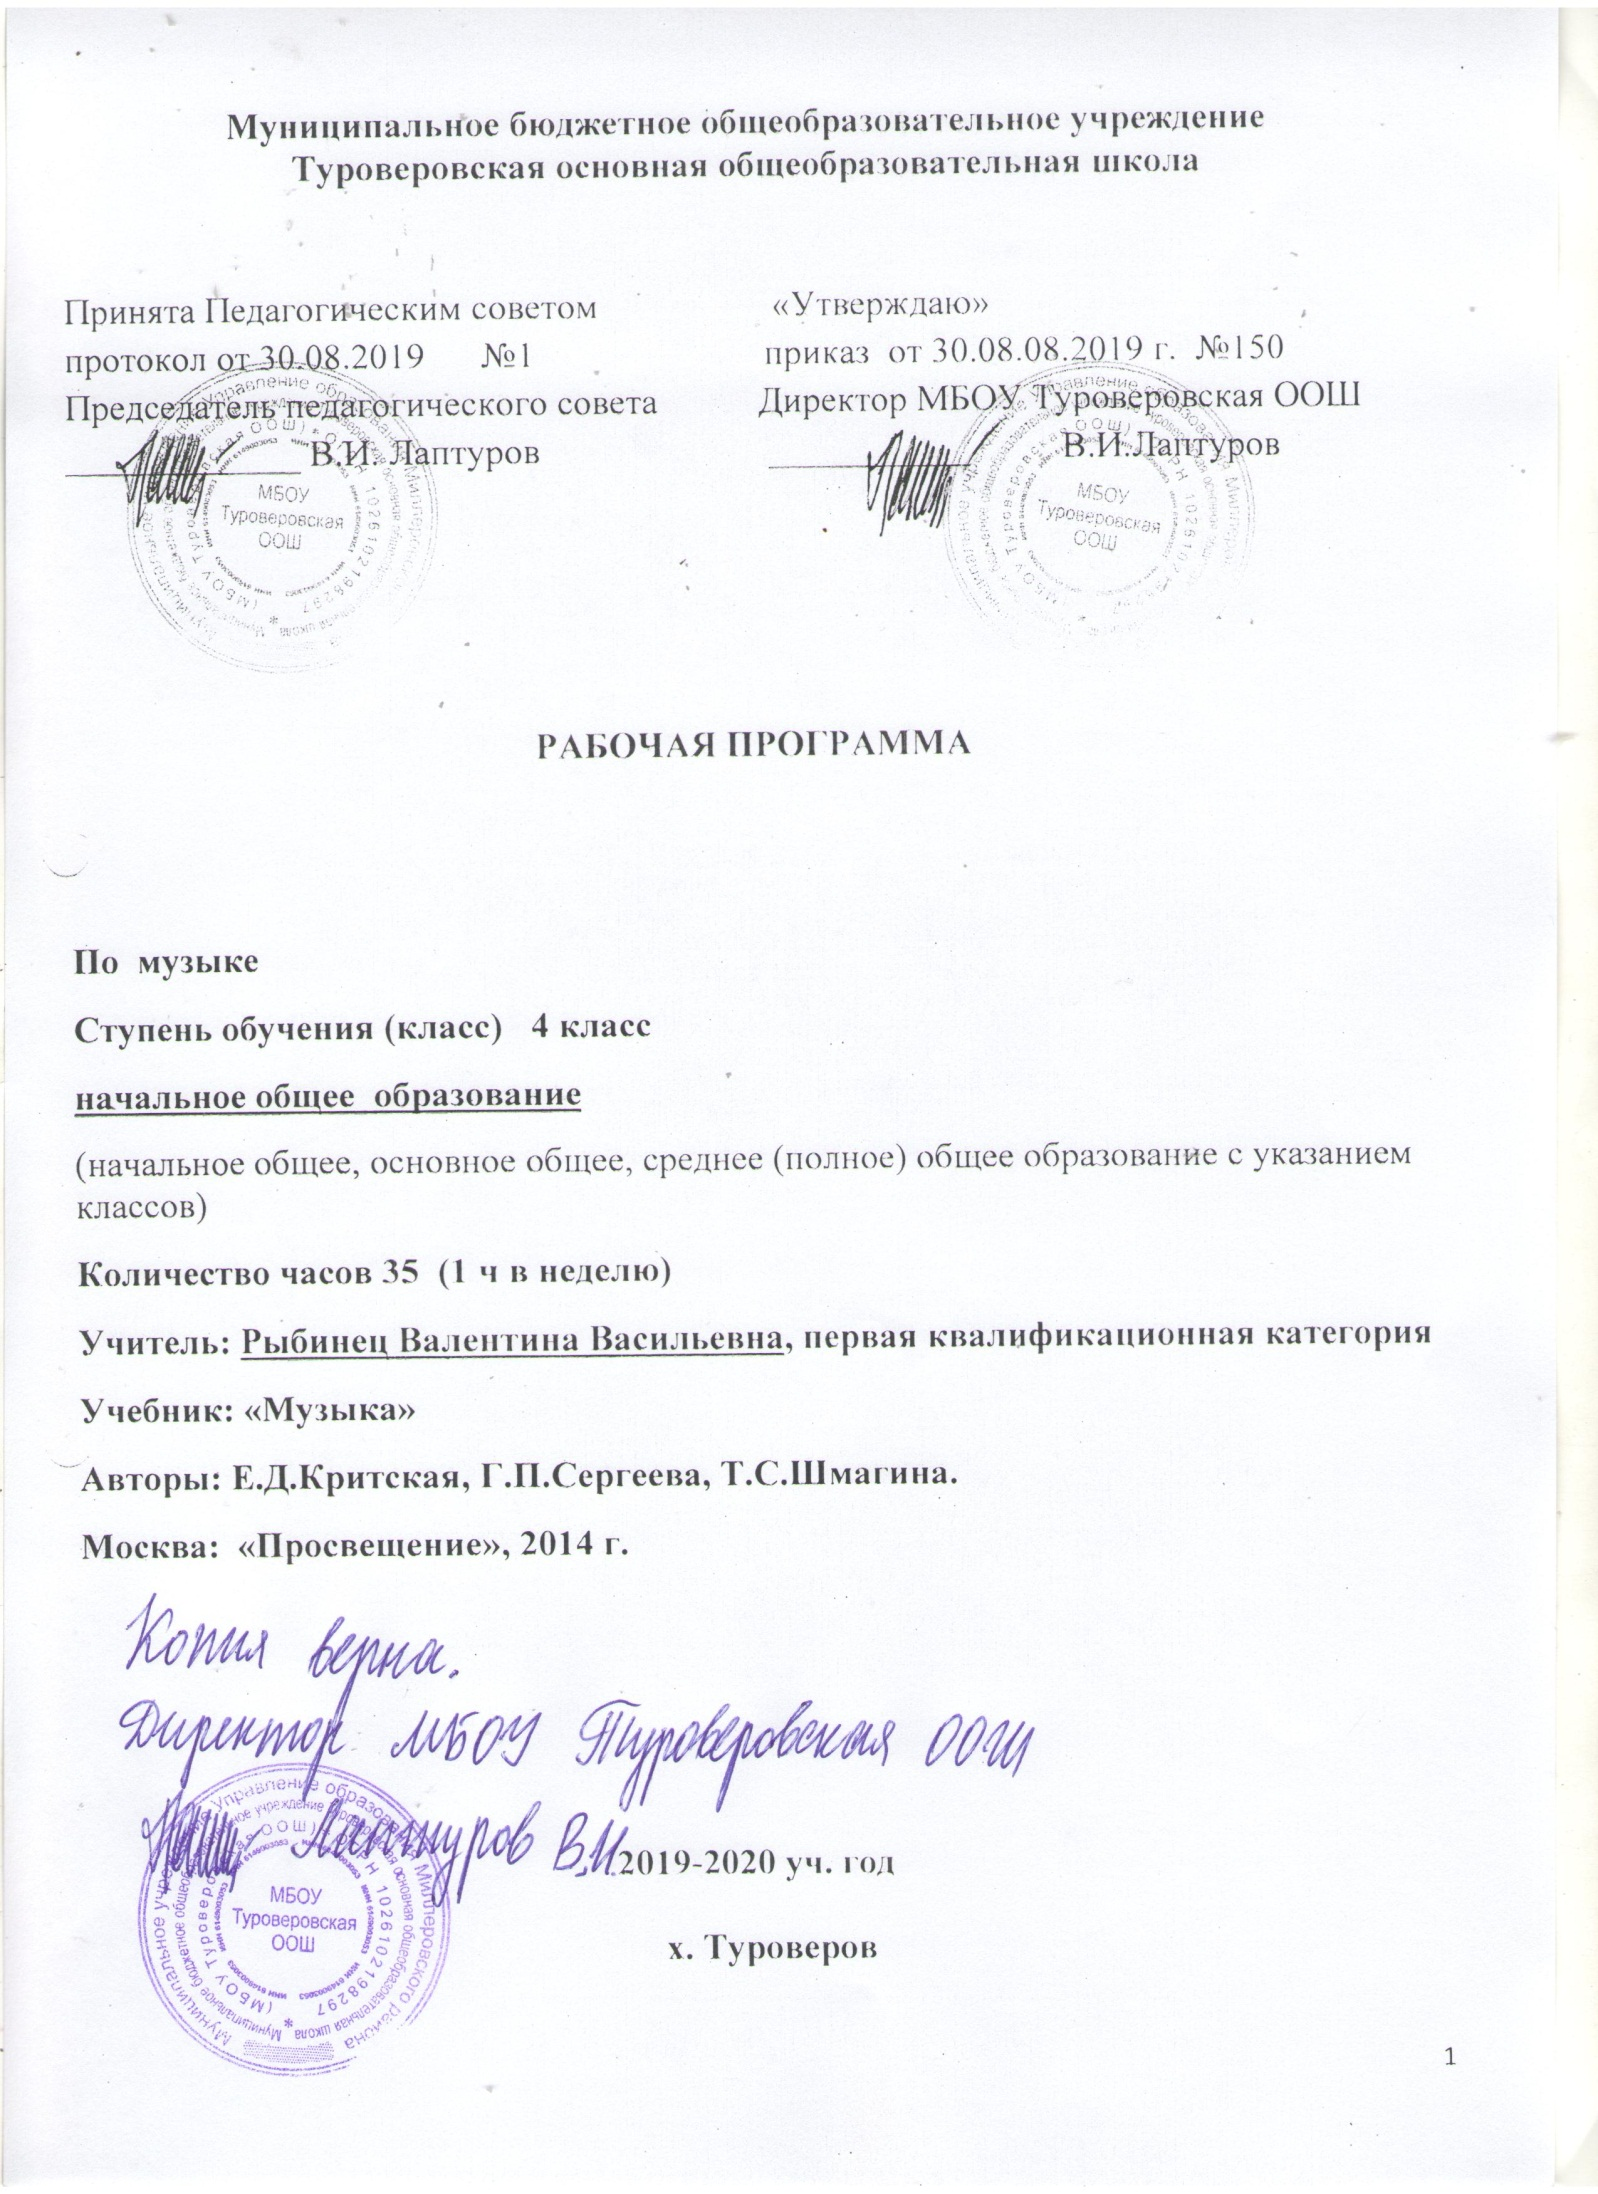 Муниципальное бюджетное общеобразовательное учреждение
Туроверовская основная общеобразовательная школа
Принята Педагогическим советом
протокол от 30.08.2019 №1
Председатель педагогического совета
____________ В.И. Лаптуров
«Утверждаю»
приказ от 30.08.08.2019 г. №150
Директор МБОУ Туроверовская ООШ
____________ В.И.Лаптуров
МБОУ
Туроверовская
ООШ
МБОУ
Туроверовская
ООШ
РАБОЧАЯ ПРОГРАММА
По музыке
Ступень обучения (класс) 4 класс
начальное общее образование
(начальное общее, основное общее, среднее (полное) общее образование с указанием
классов)
Количество часов 35 (1 ч в неделю)
Учитель: Рыбинец Валентина Васильевна, первая квалификационная категория
Учебник: «Музыка»
Авторы: Е.Д.Критская, Г.П.Сергеева, Т.С.Шмагина.
Москва: «Просвещение», 2014 г.
Копия верна.
Директор МБОУ Туроверовская ООШ
Лаптуров В.И.
2019-2020 уч. год
х. Туроверов
МБОУ
Туроверовская
ООШ
1